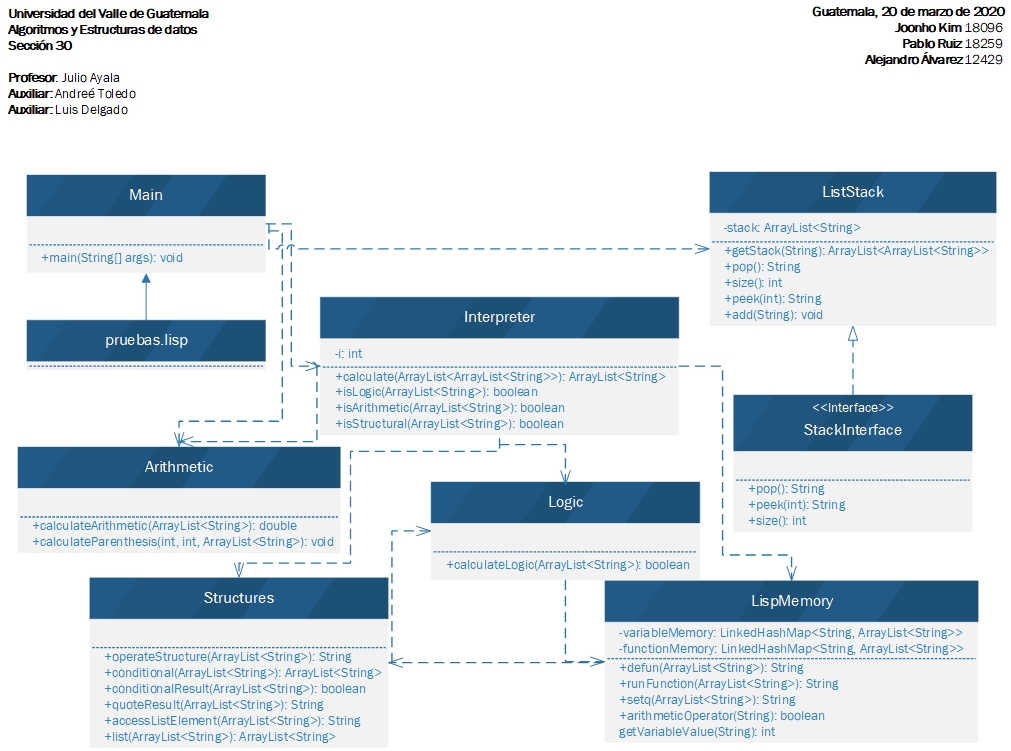 Universidad del Valle de Guatemala
Algoritmos y Estructuras de datos
Sección 30
Profesor: Julio Ayala
Auxiliar: Andreé Toledo
Auxiliar: Luis Delgado
Guatemala, 20 de marzo de 2020
Joonho Kim 18096
Pablo Ruiz 18259
Alejandro Álvarez 12429
Main
+main(String[] args): void
pruebas.lisp
ListStack
-stack: ArrayList<String>
+getStack(String): ArrayList<ArrayList<String>>
+pop(): String
+size(): int
+peek(int): String
+add(String): void
Interpreter
-i: int
+calculate(ArrayList<ArrayList<String>>): ArrayList<String>
+isLogic(ArrayList<String>): boolean
+isArithmetic(ArrayList<String>): boolean
+isStructural(ArrayList<String>): boolean
<<Interface>>
StackInterface
+pop(): String
+peek(int): String
+size(): int
Arithmetic
+calculateArithmetic(ArrayList<String>): double
+calculateParenthesis(int, int, ArrayList<String>): void
Logic
+calculateLogic(ArrayList<String>): boolean
Structures
+operateStructure(ArrayList<String>): String
+conditional(ArrayList<String>): ArrayList<String>
+conditionalResult(ArrayList<String>): boolean
+quoteResult(ArrayList<String>): String
+accessListElement(ArrayList<String>): String
+list(ArrayList<String>): ArrayList<String>
LispMemory
-variableMemory: LinkedHashMap<String, ArrayList<String>>
-functionMemory: LinkedHashMap<String, ArrayList<String>>
+defun(ArrayList<String>): String
+runFunction(ArrayList<String>): String
+setq(ArrayList<String>): String
+arithmeticOperator(String): boolean
getVariableValue(String): int